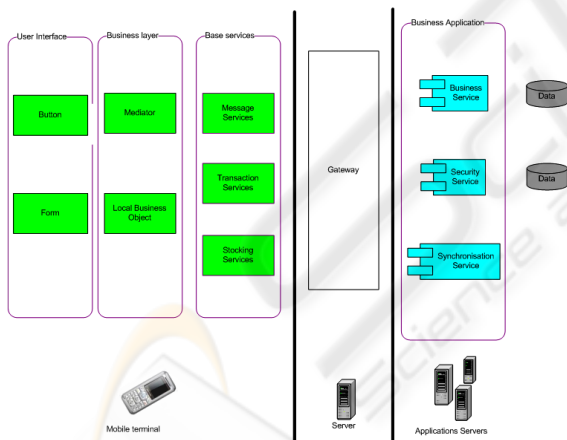 User Interface
Business layer
Base services
Business Application
Button
Mediator
Message
Services
Gateway
Business
Service
Data
Form
Local Business
Object
Transaction
Services
Security
Service
Data
Stocking
Services
Synchronisation
Service
Mobile terminal
Server
Applications Servers